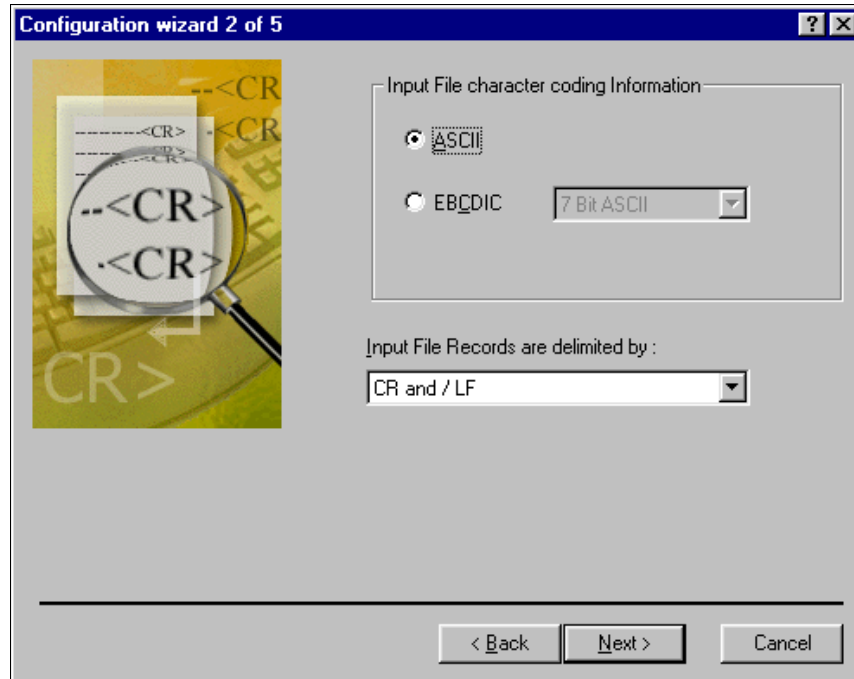 Configuration wizard 2 of 5
--<CR
-<CR
---------<CR>
--<CR>
.<CR>
CR>
Input File character coding Information
ASCII
EBCDIC 7 Bit ASCII
Input File Records are delimited by :
CR and / LF
< Back Next > Cancel